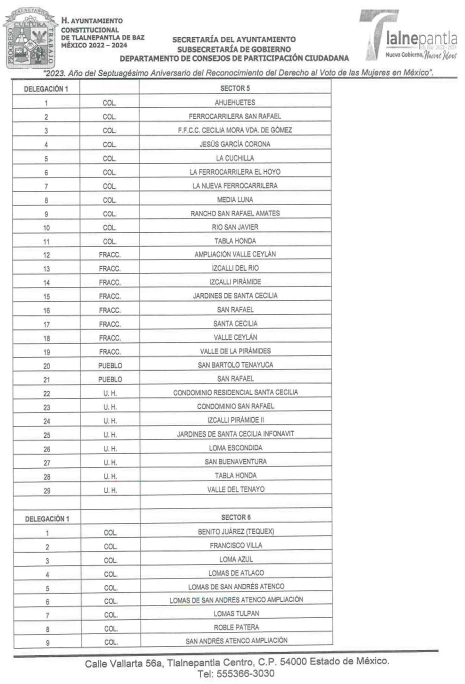 H. AYUNTAMIENTO
CONSTITUCIONAL
DE TLALNEPANTLA DE BAZ
MÉXICO 2022 – 2024
SECRETARÍA DEL AYUNTAMIENTO
SUBSECRETARÍA DE GOBIERNO
DEPARTAMENTO DE CONSEJOS DE PARTICIPACIÓN CIUDADANA
Tlalnepantla
Nuevo Gobierno,
"2023. Año del Septuagésimo Aniversario del Reconocimiento del Derecho al Voto de las Mujeres en México".
DELEGACIÓN 1 SECTOR 5
1 COL. AHUEHUETES
2 COL. FERROCARRILERA SAN RAFAEL
3 COL. F.F.C.C. CECILIA MORA VDA. DE GÓMEZ
4 COL. JESÚS GARCÍA CORONA
5 COL. LA CUCHILLA
6 COL. LA FERROCARRILERA EL HOYO
7 COL. LA NUEVA FERROCARRILERA
8 COL. MEDIA LUNA
9 COL. RANCHO SAN RAFAEL AMATES
10 COL. RIO SAN JAVIER
11 COL. TABLA HONDA
12 FRACC. AMPLIACIÓN VALLE CEYLÁN
13 FRACC. IZCALLI DEL RIO
14 FRACC. IZCALLI PIRÁMIDE
15 FRACC. JARDINES DE SANTA CECILIA
16 FRACC. SAN RAFAEL
17 FRACC. SANTA CECILIA
18 FRACC. VALLE CEYLÁN
19 FRACC. VALLE DE LA PIRÁMIDES
20 PUEBLO SAN BARTOLO TENAYUCA
21 PUEBLO SAN RAFAEL
22 U. H. CONDOMINIO RESIDENCIAL SANTA CECILIA
23 U. H. CONDOMINIO SAN RAFAEL
24 U. H. IZCALLI PIRÁMIDE II
25 U. H. JARDINES DE SANTA CECILIA INFONAVIT
26 U. H. LOMA ESCONDIDA
27 U. H. SAN BUENAVENTURA
28 U. H. TABLA HONDA
29 U. H. VALLE DEL TENAYO
DELEGACIÓN 1 SECTOR 6
1 COL. BENITO JUÁREZ (TEQUEX)
2 COL. FRANCISCO VILLA
3 COL. LOMA AZUL
4 COL. LOMAS DE ATLACO
5 COL. LOMAS DE SAN ANDRÉS ATENCO
6 COL. LOMAS DE SAN ANDRÉS ATENCO AMPLIACIÓN
7 COL. LOMAS TULPAN
8 COL. ROBLE PATERA
9 COL. SAN ANDRÉS ATENCO AMPLIACIÓN
Calle Vallarta 56a, Tlalnepantla Centro, C.P. 54000 Estado de México.
Tel: 555366-3030